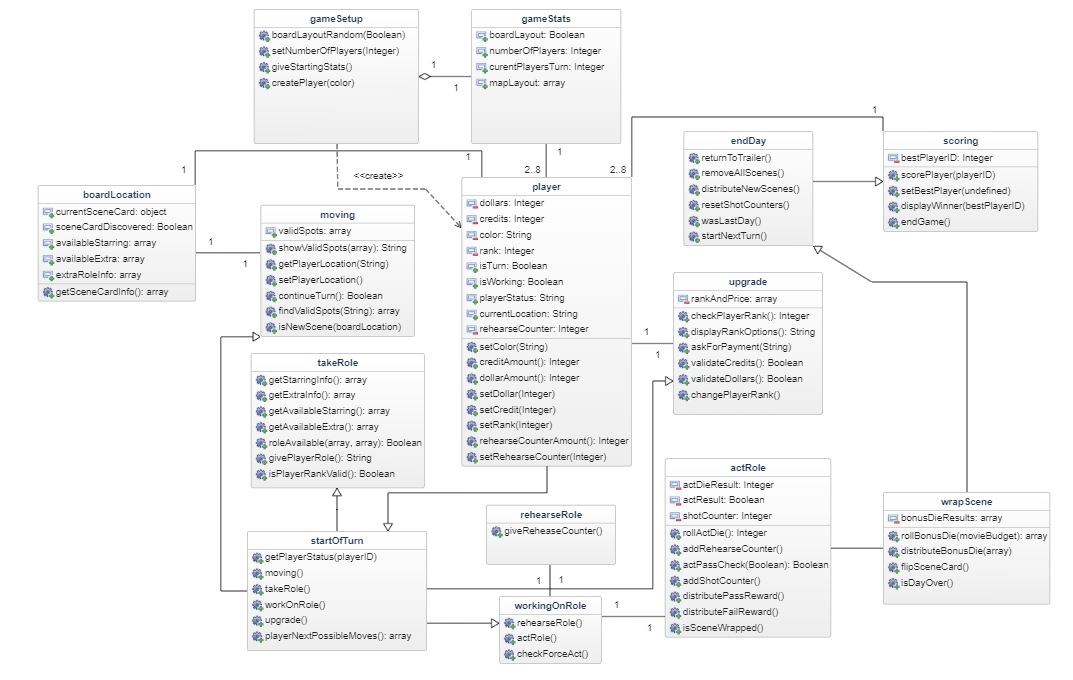 gameSetup
boardLayoutRandom(Boolean)
setNumberOfPlayers(Integer)
giveStartingStats()
createPlayer(color)
gameStats
boardLayout: Boolean
numberOfPlayers: Integer
curentPlayersTurn: Integer
mapLayout: array
1
1
1
1
1
1
2..8
2..8
<<create>>
boardLocation
currentSceneCard: object
sceneCardDiscovered: Boolean
availableStarring: array
availableExtra: array
extraRoleInfo: array
getSceneCardInfo(): array
1
1
moving
validSpots: array
showValidSpots(array): String
getPlayerLocation(String)
setPlayerLocation()
continueTurn(): Boolean
findValidSpots(String): array
isNewScene(boardLocation)
player
dollars: Integer
credits: Integer
color: String
rank: Integer
isTurn: Boolean
isWorking: Boolean
playerStatus: String
currentLocation: String
rehearseCounter: Integer
setColor(String)
creditAmount(): Integer
dollarAmount(): Integer
setDollar(Integer)
setCredit(Integer)
setRank(Integer)
rehearseCounterAmount(): Integer
setRehearseCounter(Integer)
endDay
returnToTrailer()
removeAllScenes()
distributeNewScenes()
resetShotCounters()
wasLastDay()
startNextTurn()
scoring
bestPlayerID: Integer
scorePlayer(playerID)
setBestPlayer(undefined)
displayWinner(bestPlayerID)
endGame()
1
1
upgrade
rankAndPrice: array
checkPlayerRank(): Integer
displayRankOptions(): String
askForPayment(String)
validateCredits(): Boolean
validateDollars(): Boolean
changePlayerRank()
takeRole
getStarringInfo(): array
getExtraInfo(): array
getAvailableStarring(): array
getAvailableExtra(): array
roleAvailable(array, array): Boolean
givePlayerRole(): String
isPlayerRankValid(): Boolean
startOfTurn
getPlayerStatus(playerID)
moving()
takeRole()
workOnRole()
upgrade()
playerNextPossibleMoves(): array
rehearseRole
giveReheaseCounter()
1
1
workingOnRole
rehearseRole()
actRole()
checkForceAct()
1
1
actRole
actDieResult: Integer
actResult: Boolean
shotCounter: Integer
rollActDie(): Integer
addRehearseCounter()
actPassCheck(Boolean): Boolean
addShotCounter()
distributePassReward()
distributeFailReward()
isSceneWrapped()
wrapScene
bonusDieResults: array
rollBonusDie(movieBudget): array
distributeBonusDie(array)
flipSceneCard()
isDayOver()